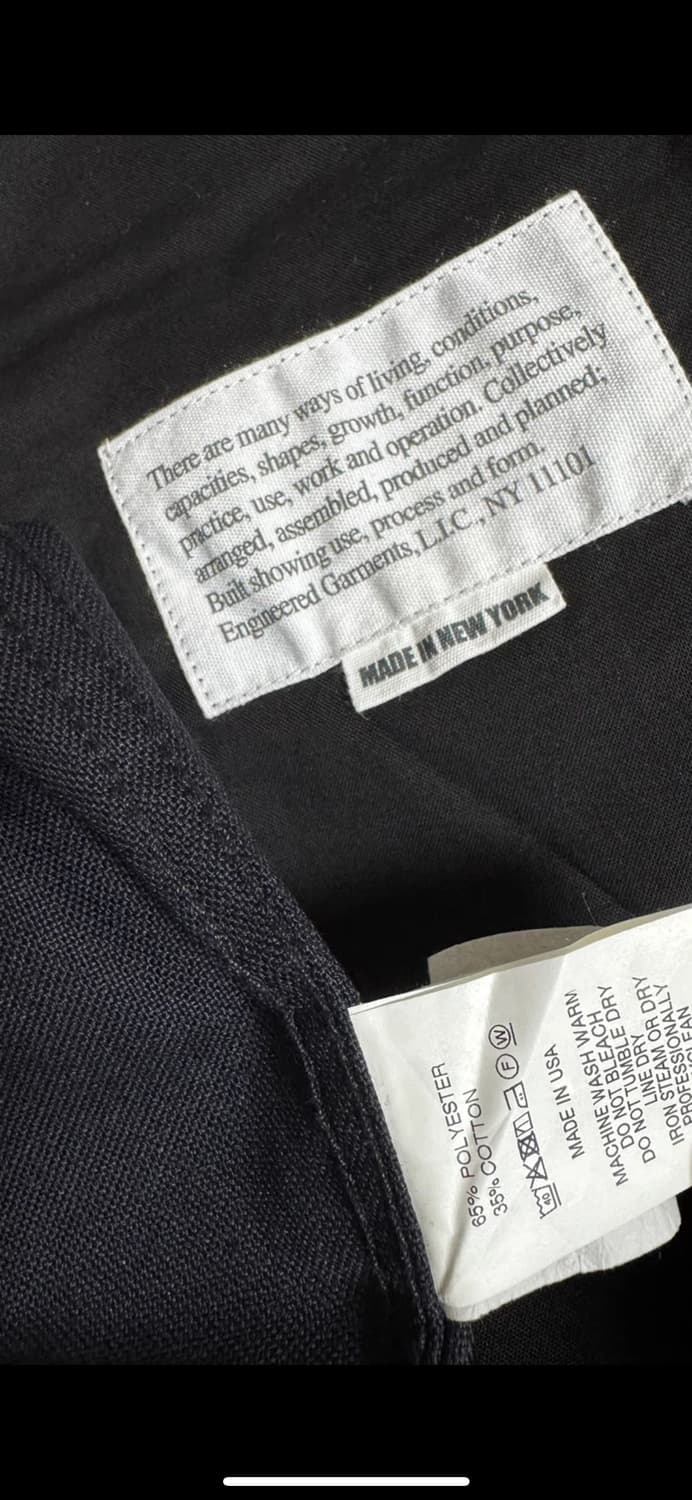 There are many ways of living, conditions,
capacities, shapes, growth, function, purpose,
practice, use, work and operation. Collectively
arranged, assembled, produced and planned;
Built showing use, process and form.
Engineered Garments, L.I.C., NY 11101
MADE IN NEW YORK
65% POLYESTER
35% COTTON
40
F W
MADE IN USA
MACHINE WASH WARM
DO NOT BLEACH
DO NOT TUMBLE DRY
LINE DRY
IRON STEAM OR DRY
PROFESSIONALLY